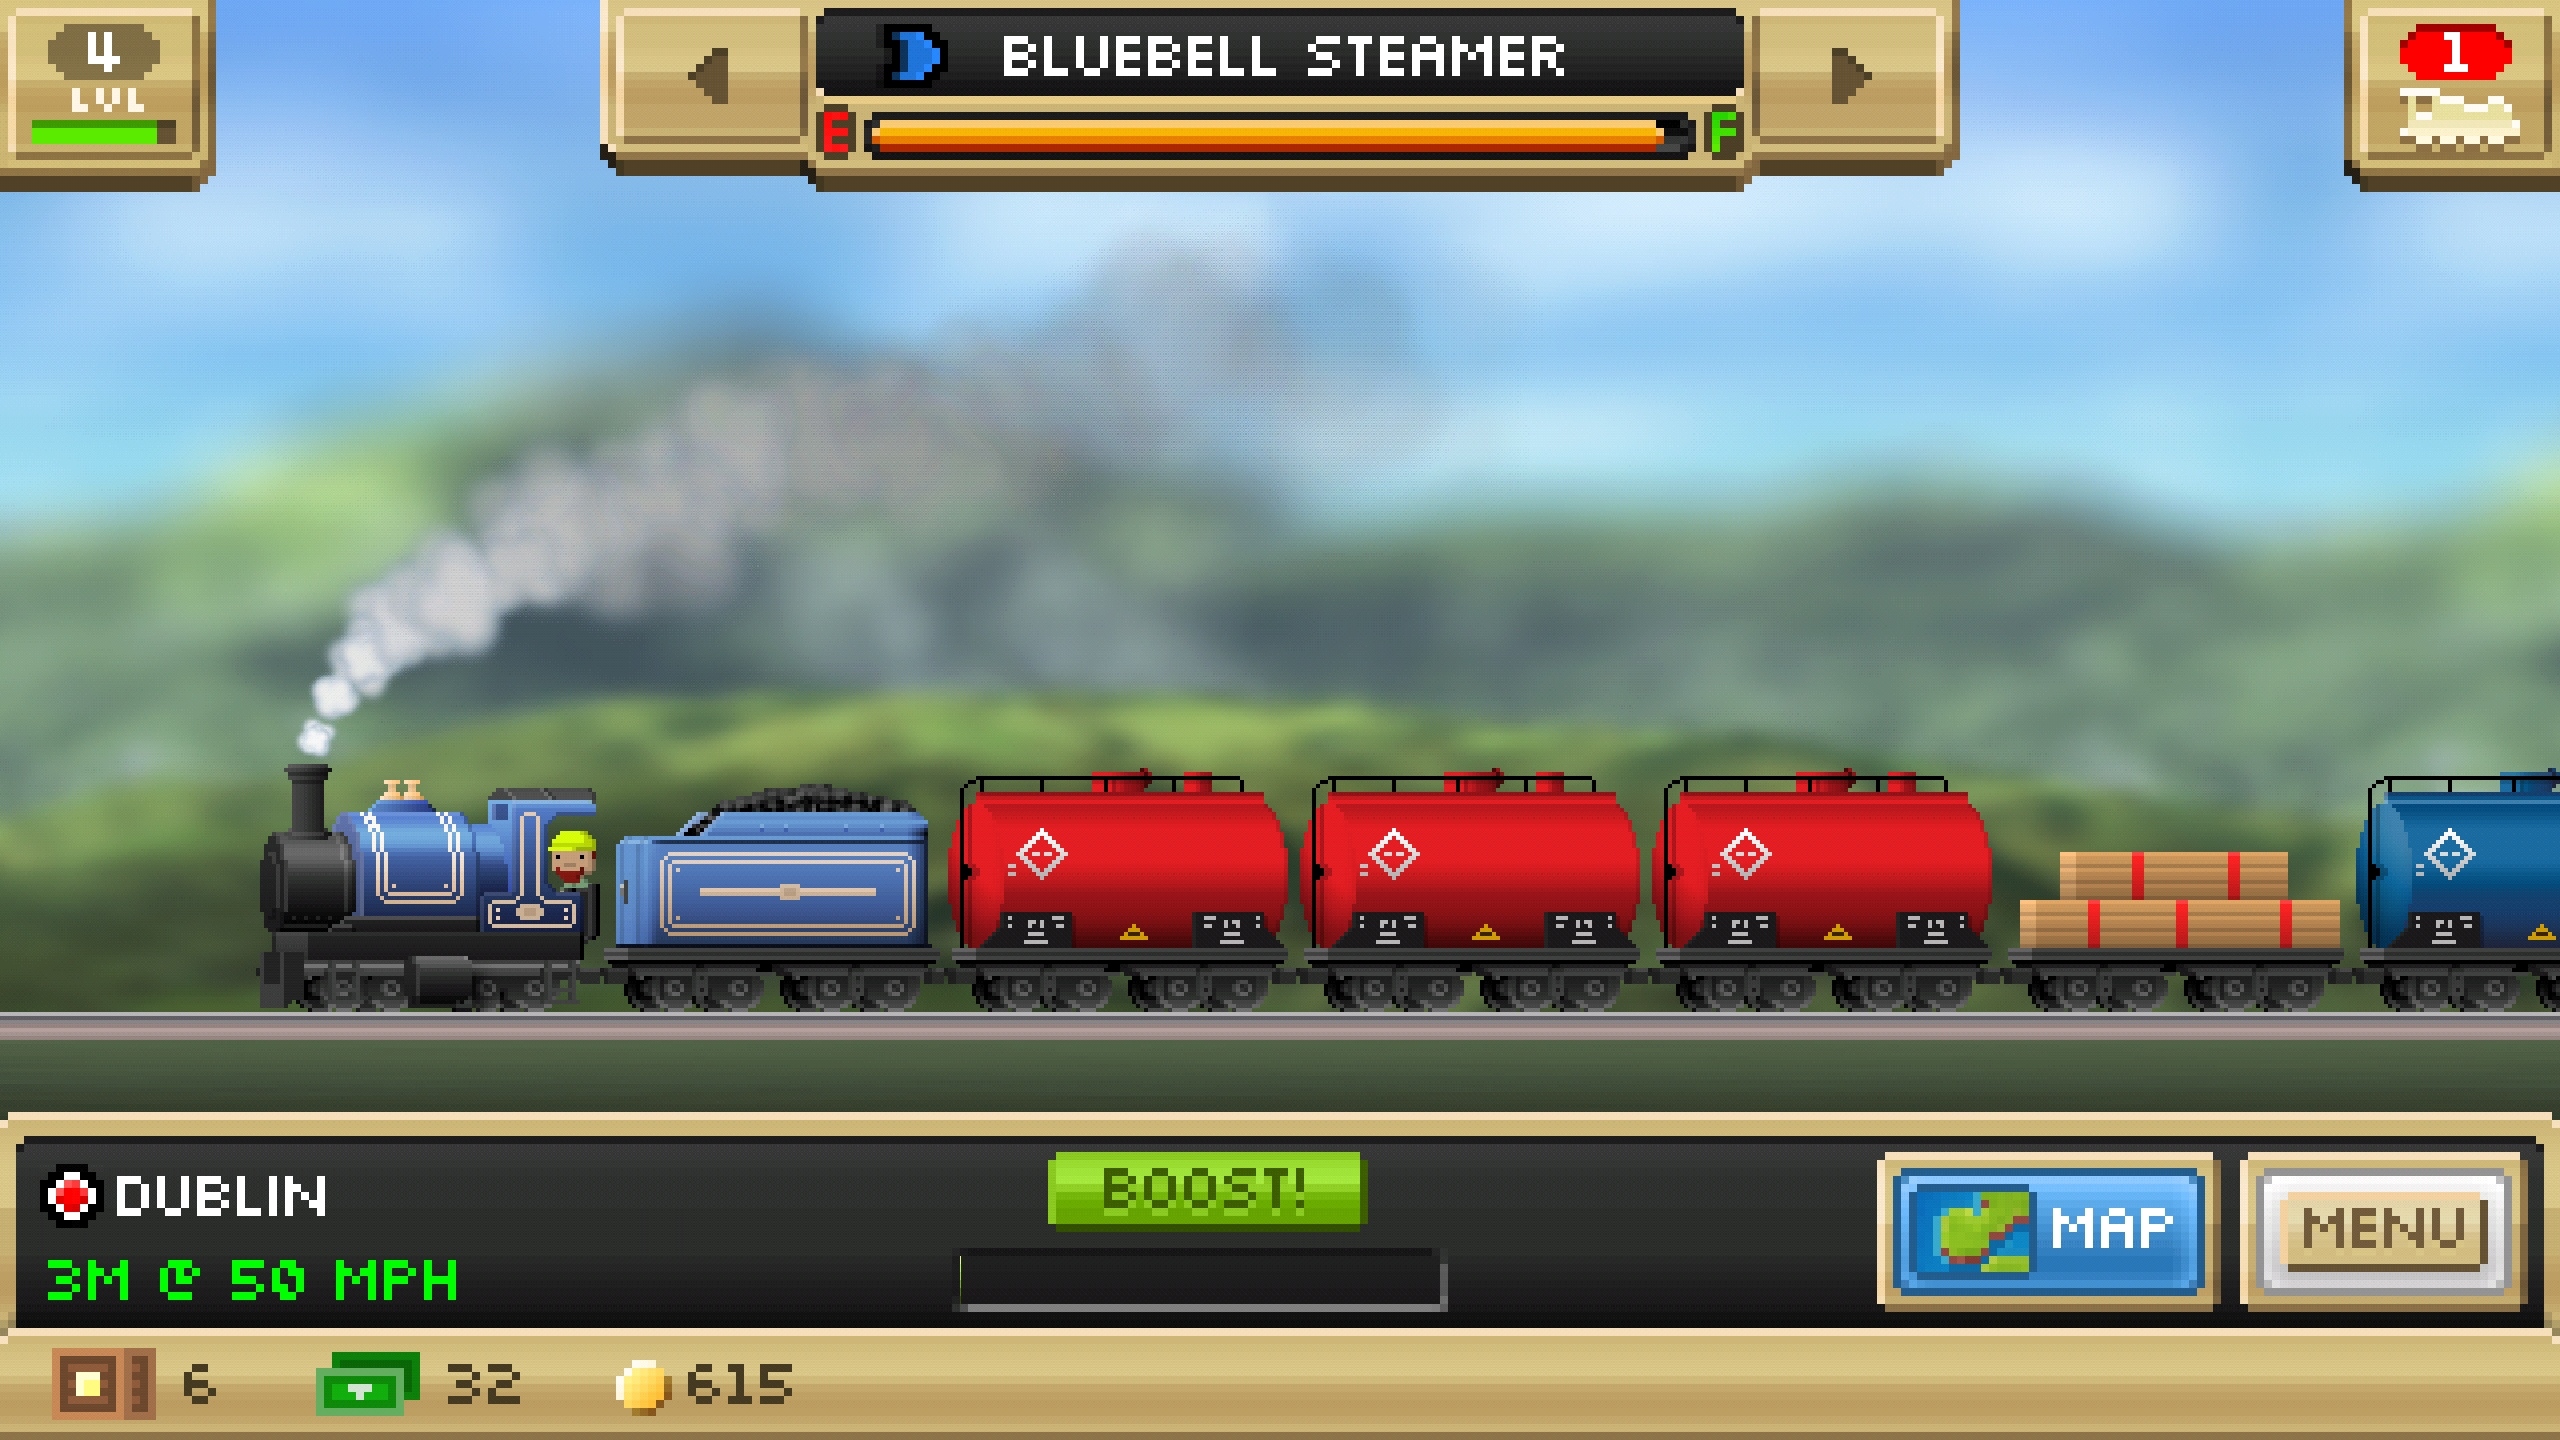 4
LVL
BLUEBELL STEAMER
E F
1
DUBLIN
3M @ 50 MPH
BOOST!
MAP
MENU
6
32
615